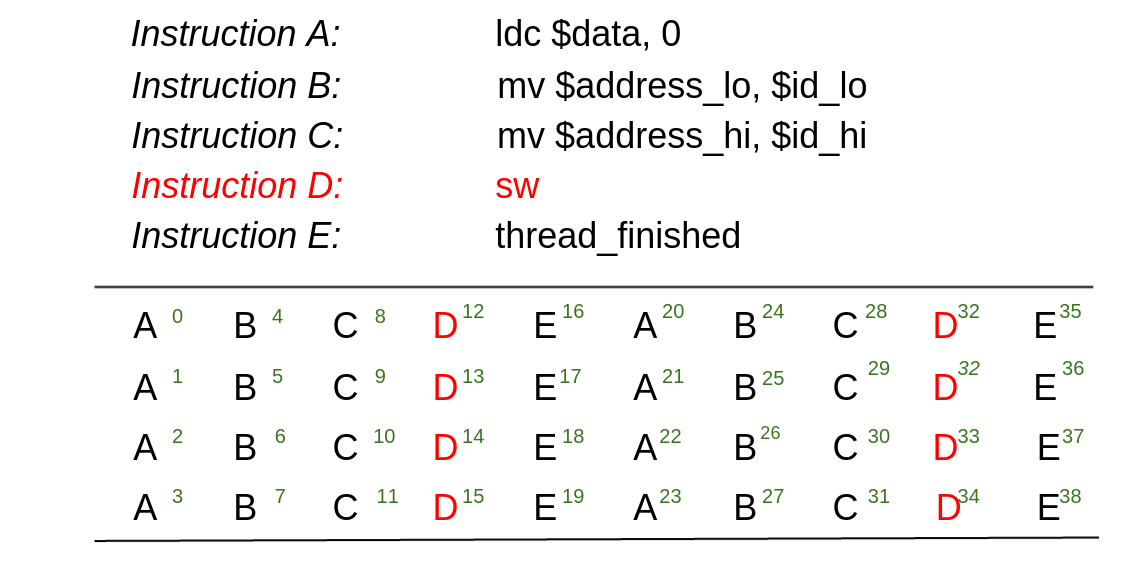 Instruction A: ldc $data, 0
Instruction B: mv $address_lo, $id_lo
Instruction C: mv $address_hi, $id_hi
Instruction D: sw
Instruction E: thread_finished
A 0 B 4 C 8 D 12 E 16 A 20 B 24 C 28 D 32 E 35
A 1 B 5 C 9 D 13 E 17 A 21 B 25 C 29 D 32 E 36
A 2 B 6 C 10 D 14 E 18 A 22 B 26 C 30 D 33 E 37
A 3 B 7 C 11 D 15 E 19 A 23 B 27 C 31 D 34 E 38